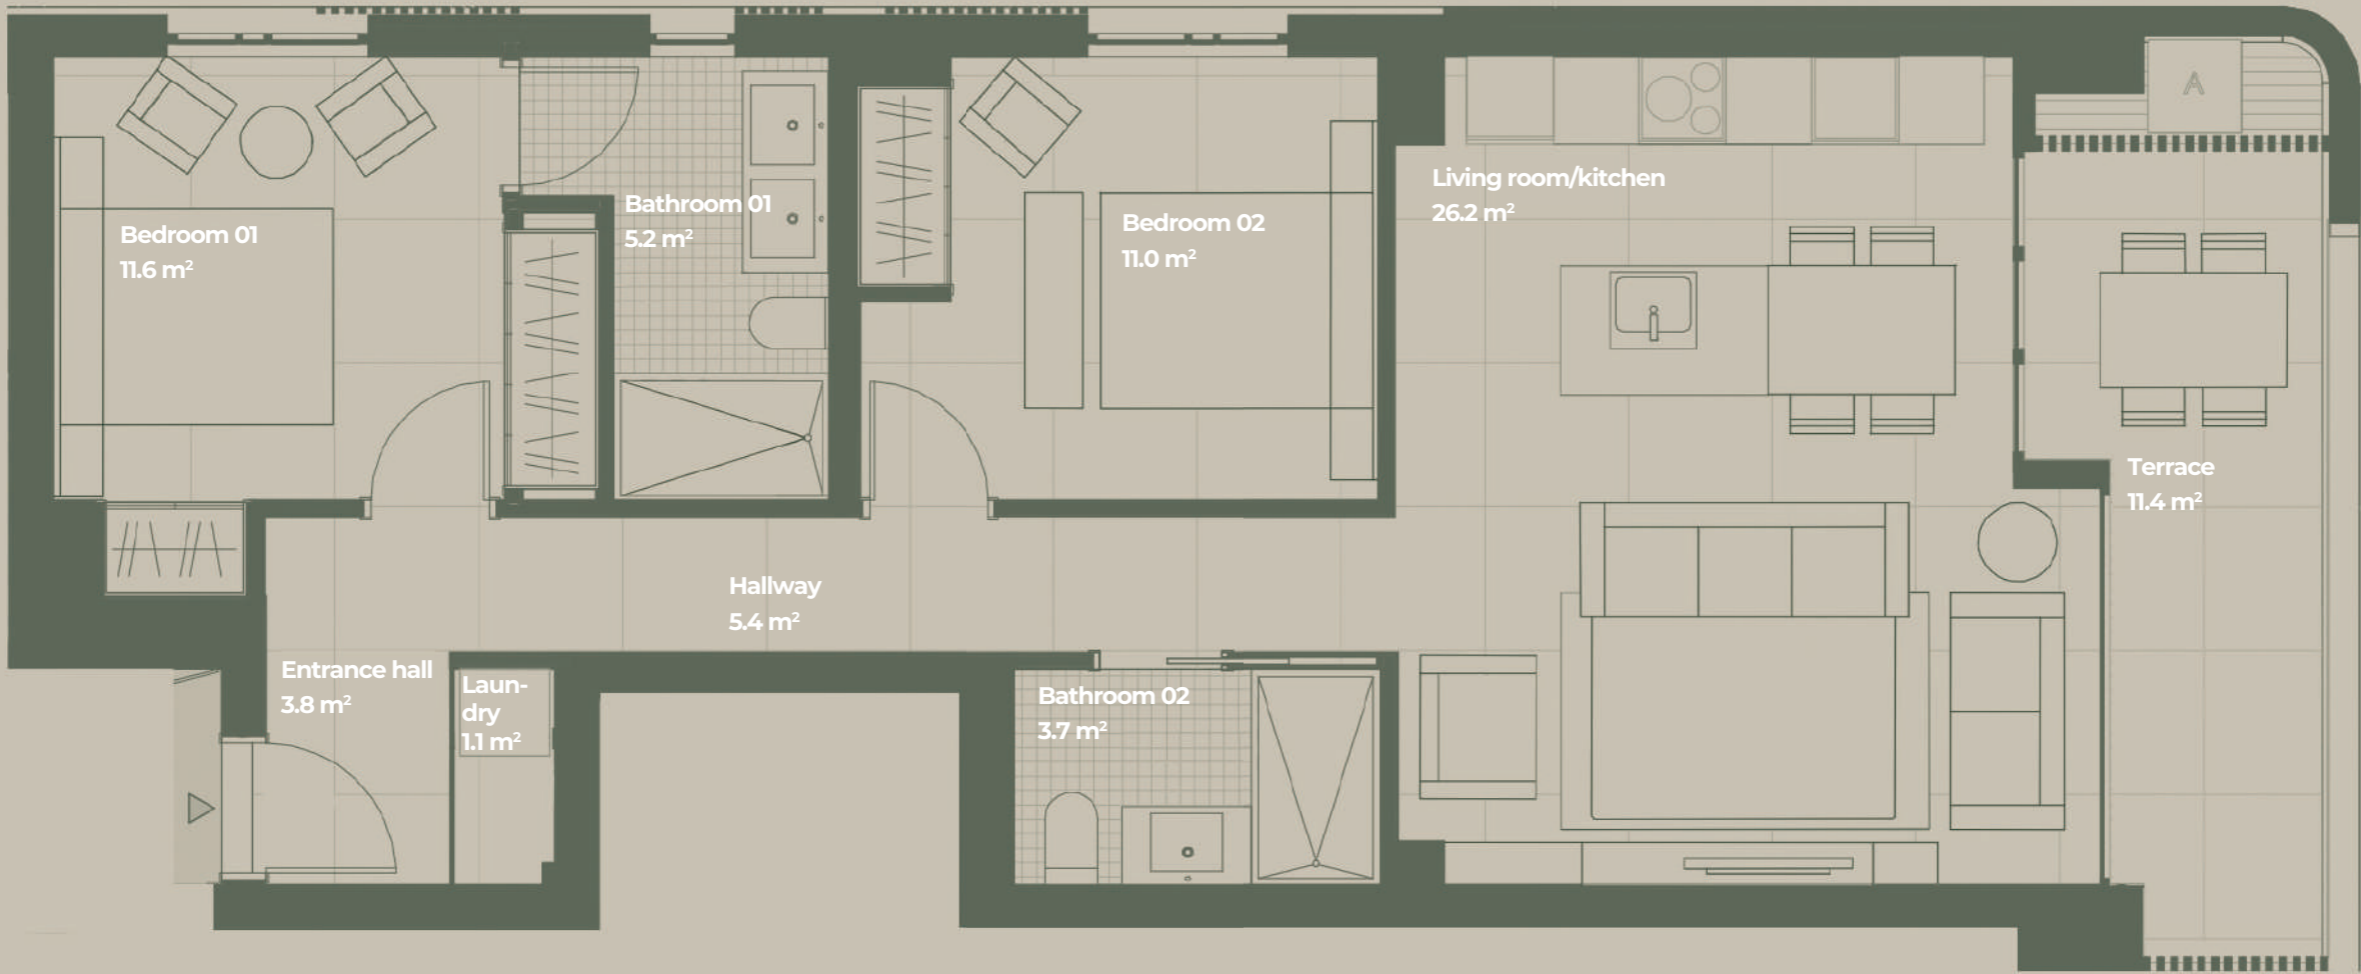 A
Living room/kitchen
26.2 m²
Bathroom 01
5.2 m²
Bedroom 02
11.0 m²
Bedroom 01
11.6 m²
Terrace
11.4 m²
Hallway
5.4 m²
Entrance hall
3.8 m²
Laun-
dry
1.1 m²
Bathroom 02
3.7 m²